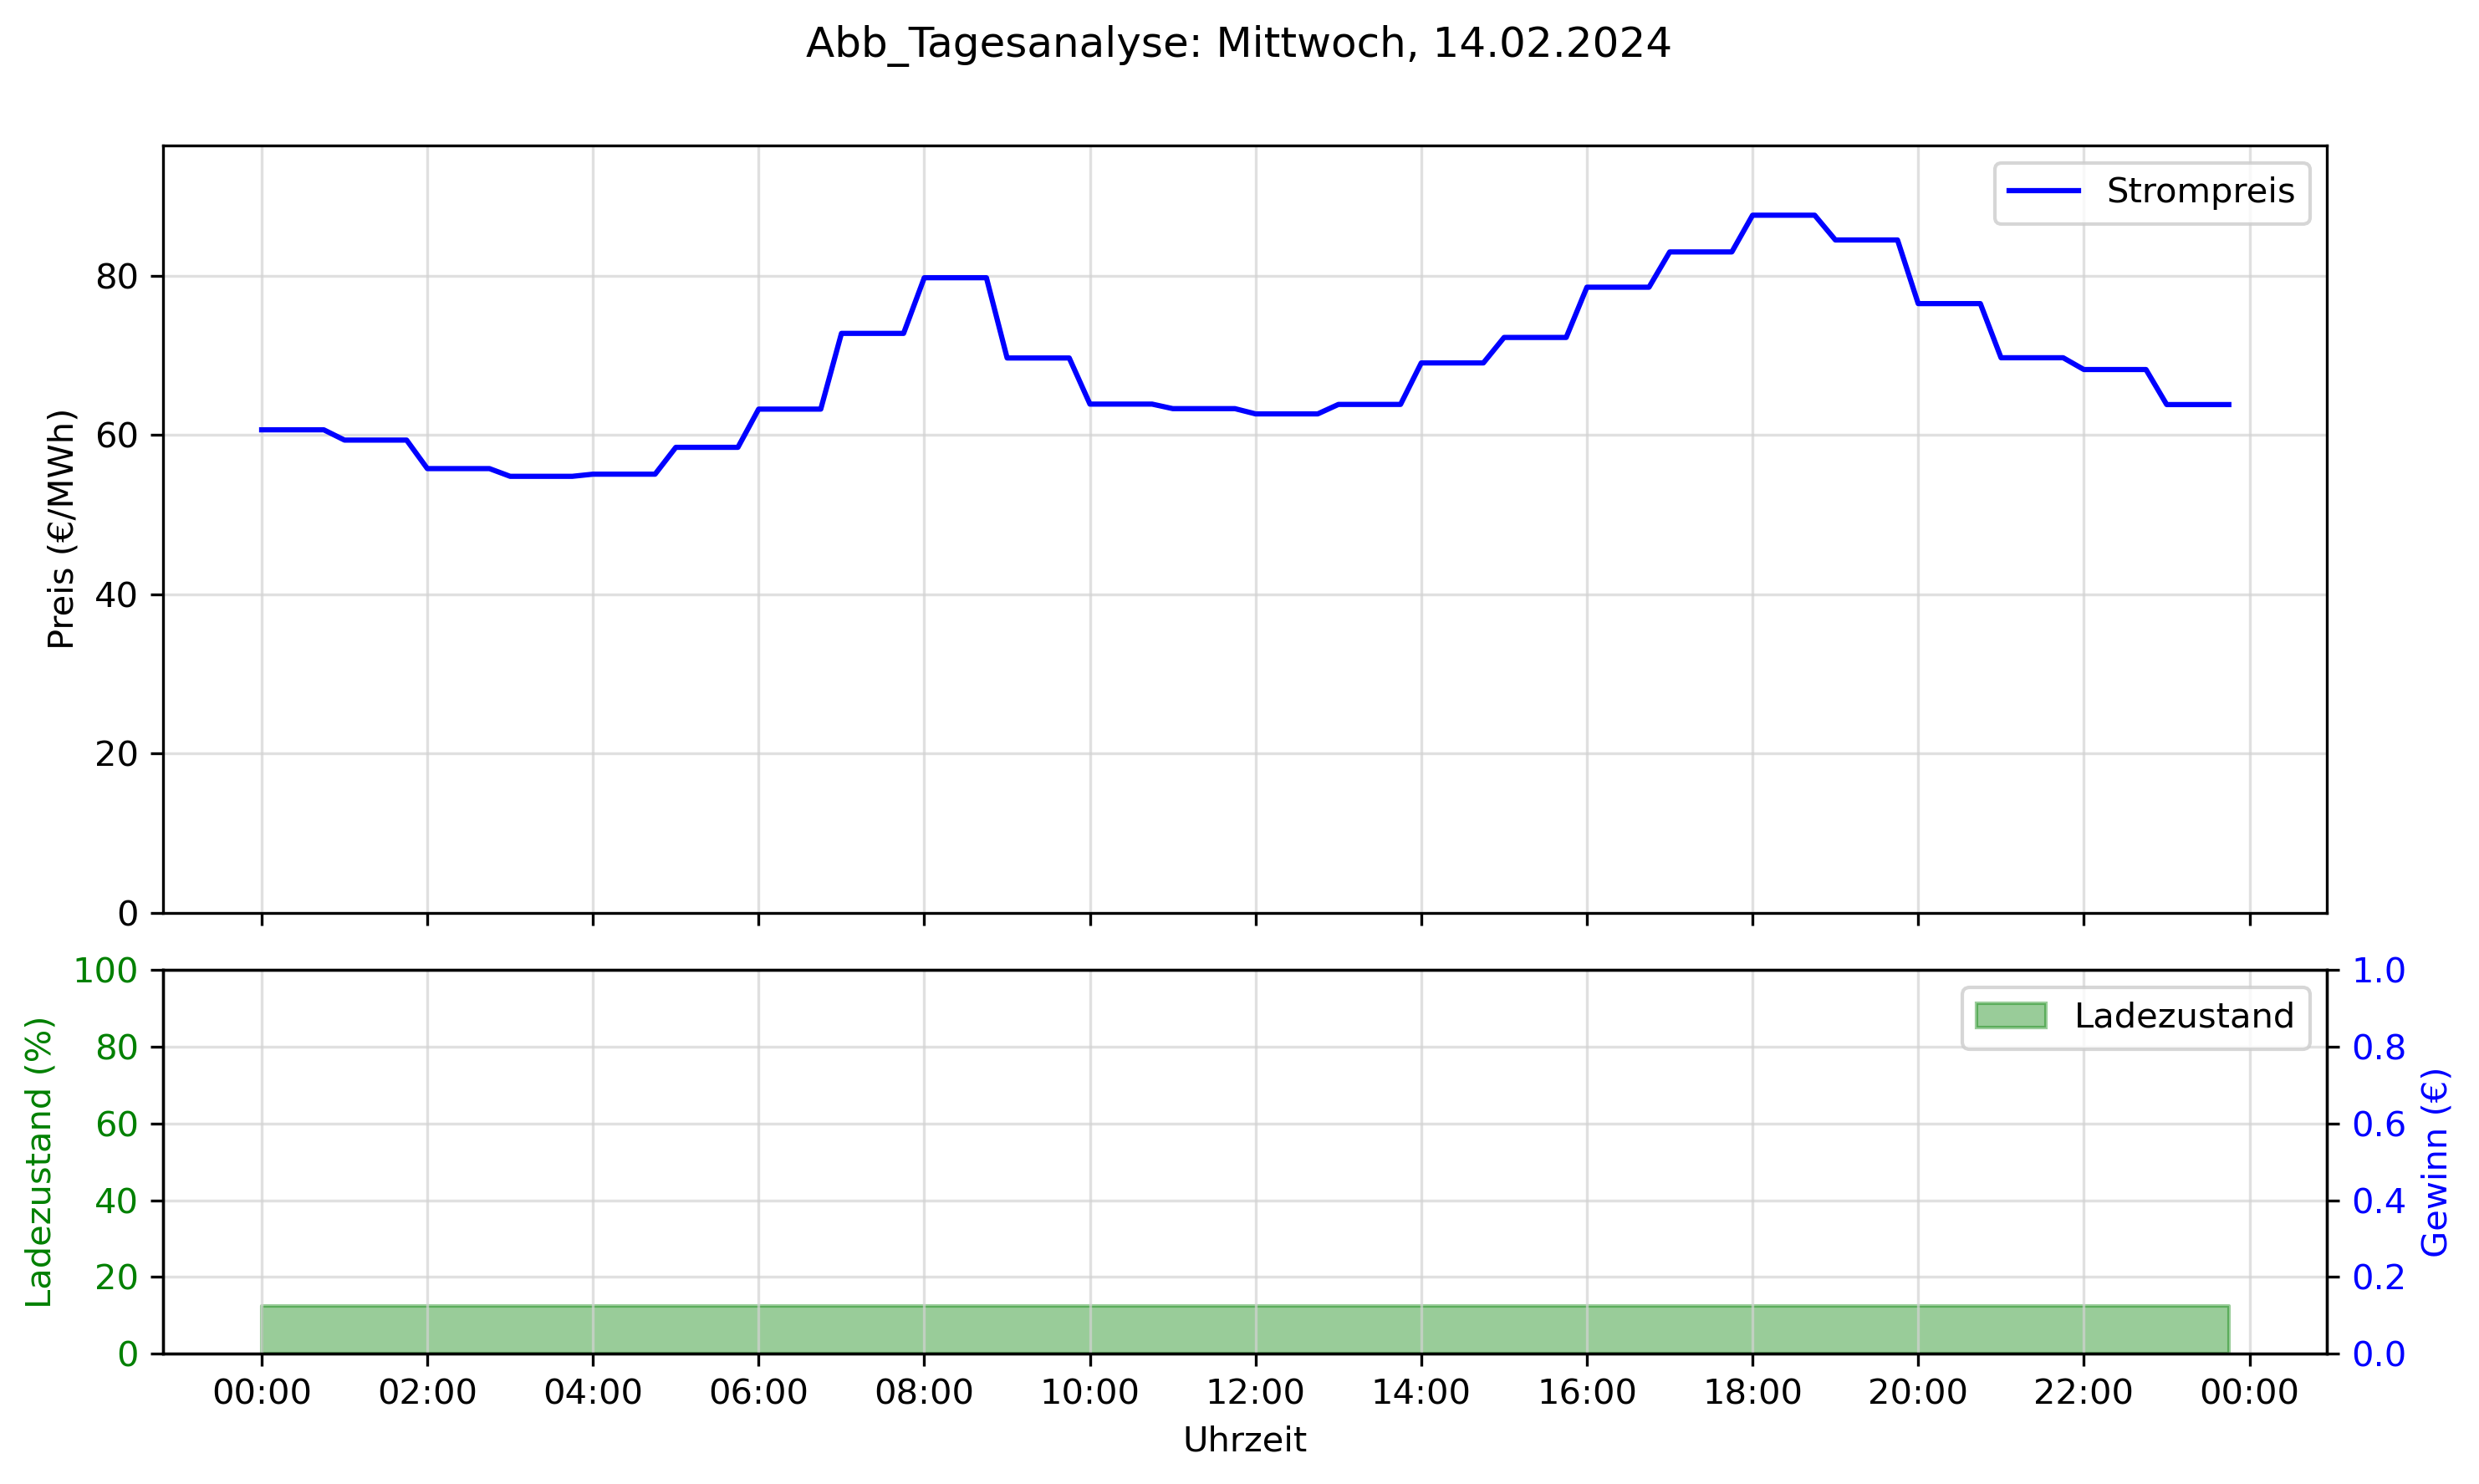 Abb_Tagesanalyse: Mittwoch, 14.02.2024
Strompreis
Preis (€/MWh)
80
60
40
20
0
Ladezustand
Ladezustand (%)
100
80
60
40
20
0
Gewinn (€)
1.0
0.8
0.6
0.4
0.2
0.0
00:00 02:00 04:00 06:00 08:00 10:00 12:00 14:00 16:00 18:00 20:00 22:00 00:00
Uhrzeit